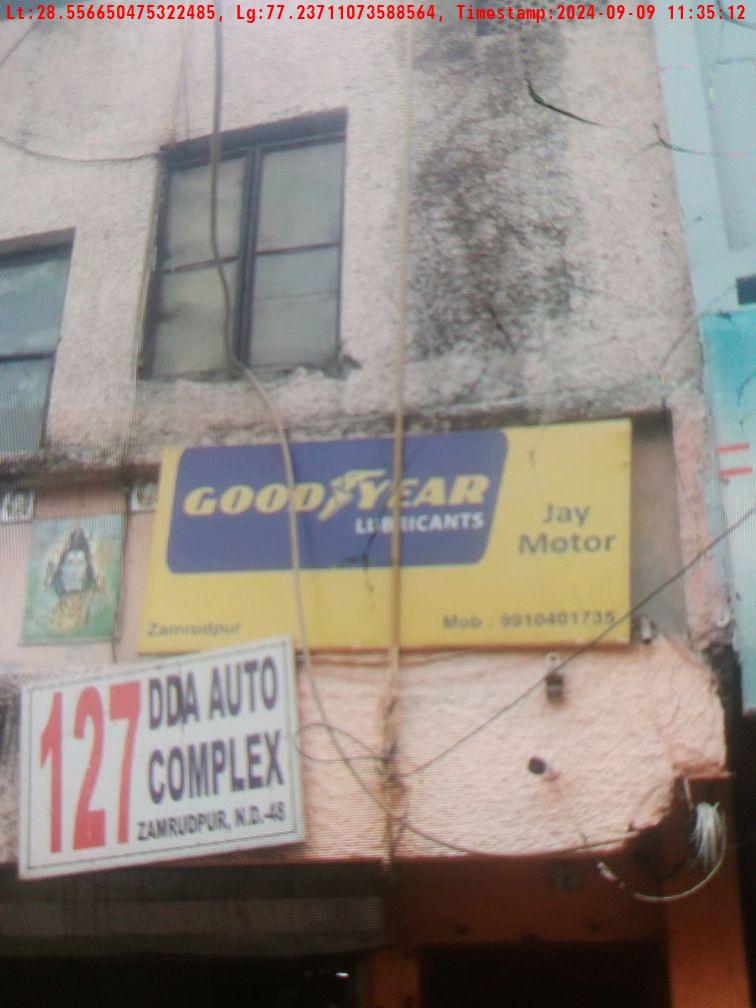 Lt:28.556650475322485, Lg:77.23711073588564, Timestamp:2024-09-09 11:35:12
GOODYEAR
LUBRICANTS
Jay
Motor
Zamrudpur
Mob : 9910401735
127
DDA AUTO
COMPLEX
ZAMRUDPUR, N.D.-48